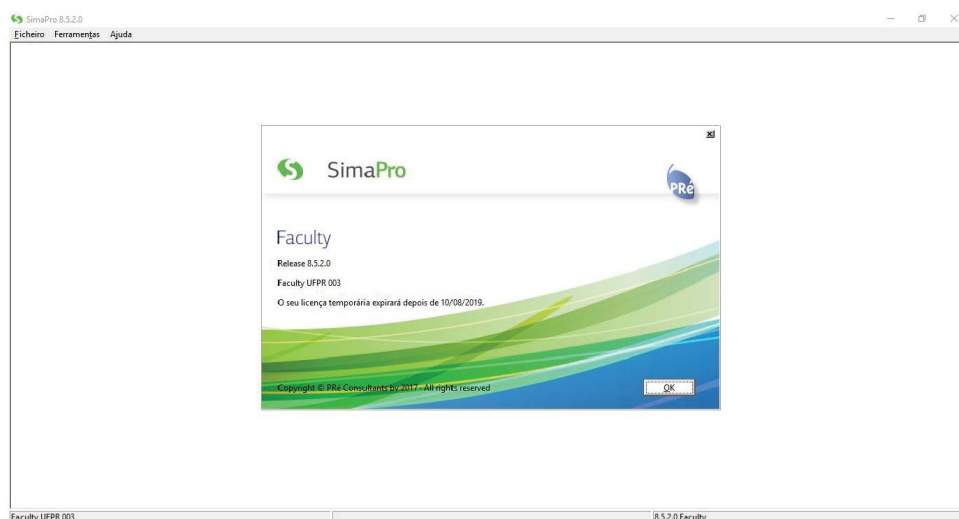 SimaPro 8.5.2.0
Ficheiro Ferramentas Ajuda
SimaPro
PRé
Faculty
Release 8.5.2.0
Faculty UFPR 003
O seu licença temporária expirará depois de 10/08/2019.
Copyright © PRé Consultants bv 2017 - All rights reserved
OK
Faculty UFPR 003 8.5.2.0 Faculty